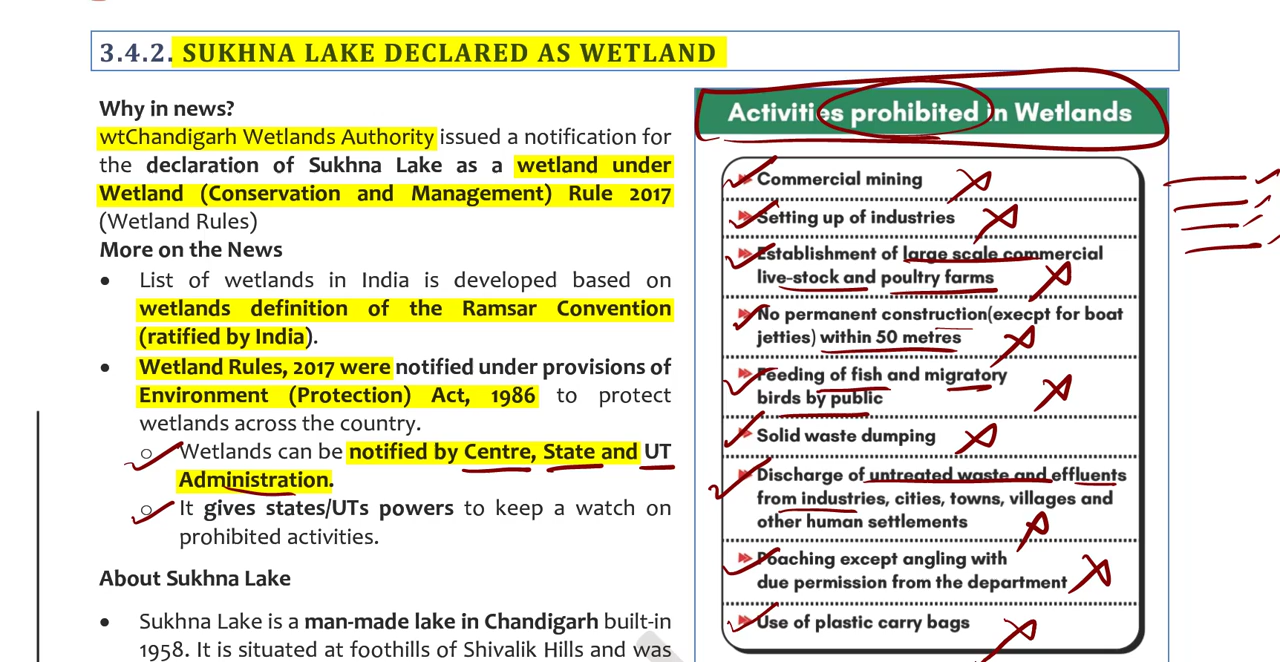 3.4.2. SUKHNA LAKE DECLARED AS WETLAND
Why in news?
wtChandigarh Wetlands Authority issued a notification for
the declaration of Sukhna Lake as a wetland under
Wetland (Conservation and Management) Rule 2017
(Wetland Rules)
More on the News
● List of wetlands in India is developed based on
wetlands definition of the Ramsar Convention
(ratified by India).
● Wetland Rules, 2017 were notified under provisions of
Environment (Protection) Act, 1986 to protect
wetlands across the country.
○ Wetlands can be notified by Centre, State and UT
Administration.
○ It gives states/UTs powers to keep a watch on
prohibited activities.
About Sukhna Lake
● Sukhna Lake is a man-made lake in Chandigarh built-in
1958. It is situated at foothills of Shivalik Hills and was
Activities prohibited in Wetlands
Commercial mining
Setting up of industries
Establishment of large scale commercial
live-stock and poultry farms
No permanent construction(execpt for boat
jetties) within 50 metres
Feeding of fish and migratory
birds by public
Solid waste dumping
Discharge of untreated waste and effluents
from industries, cities, towns, villages and
other human settlements
Poaching except angling with
due permission from the department
Use of plastic carry bags